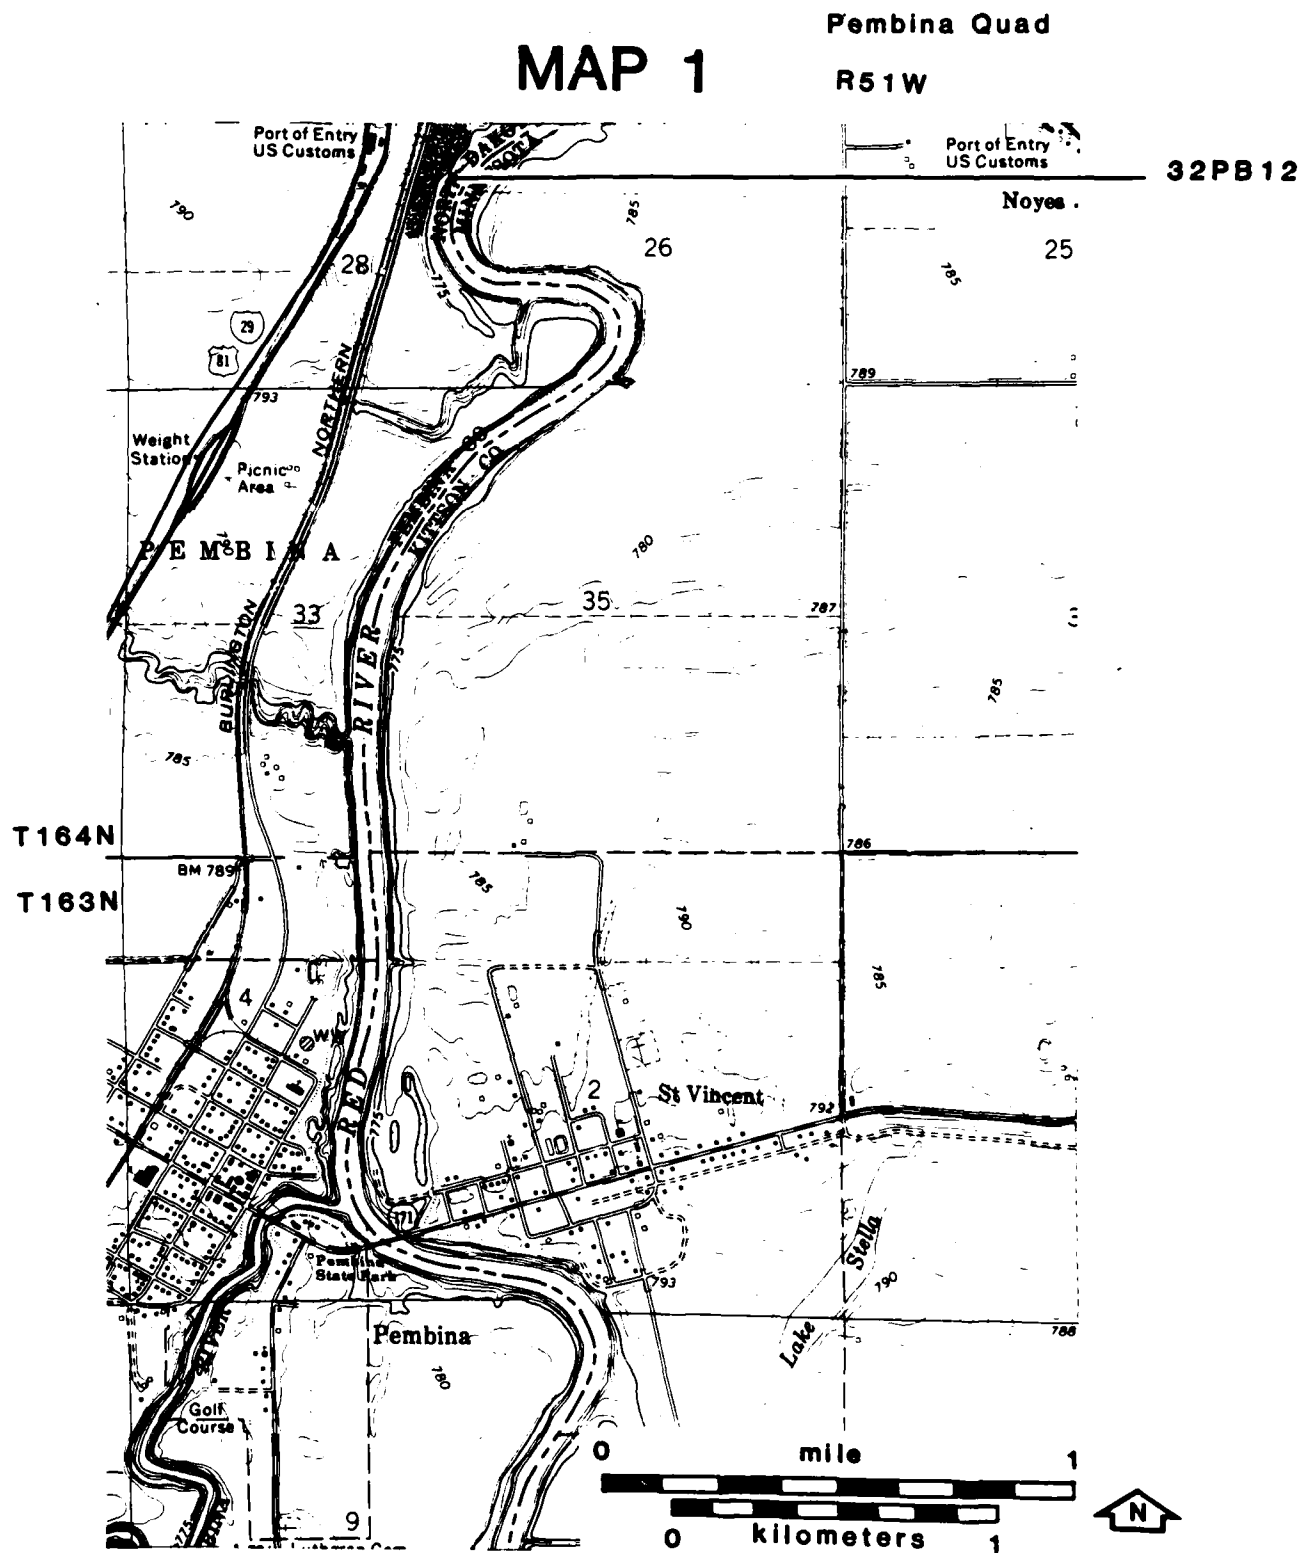 Pembina Quad
MAP 1
R51W
Port of Entry
US Customs
Port of Entry
US Customs
32PB12
Noyes
790
785
26
25
28
785
775
29
81
NORTHERN
789
793
Weight
Station
Picnic
Area
PEMBINA CO
KITTSON CO
790
PEMBINA
780
33
35
787
BURLINGTON
RIVER
775
785
785
T164N
786
BM 789
785
T163N
790
785
4
RED
2
St Vincent
792
775
171
Stella
Pembina
State Park
793
790
Lake
788
Pembina
RIVER
780
Golf
Course
0 mile 1
N
9
775
0 kilometers 1